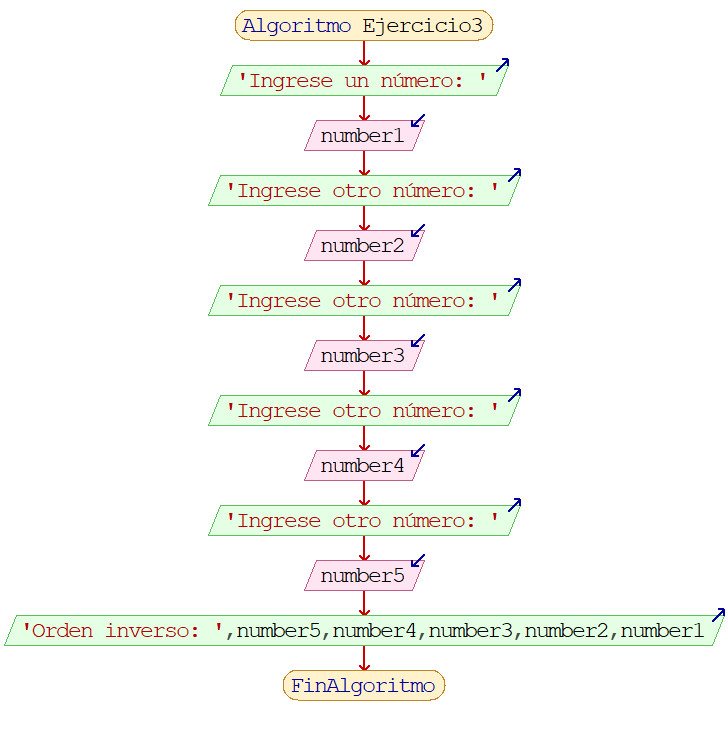 Algoritmo Ejercicio3
'Ingrese un número: '
number1
'Ingrese otro número: '
number2
'Ingrese otro número: '
number3
'Ingrese otro número: '
number4
'Ingrese otro número: '
number5
'Orden inverso: ',number5,number4,number3,number2,number1
FinAlgoritmo